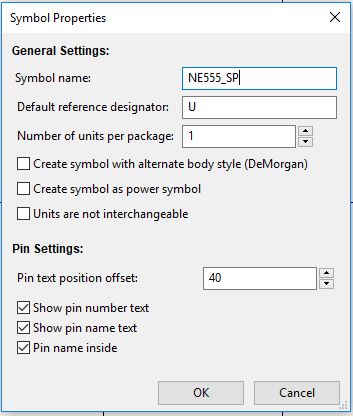 Symbol Properties
General Settings:
Symbol name: NE555_SP
Default reference designator: U
Number of units per package: 1
Create symbol with alternate body style (DeMorgan)
Create symbol as power symbol
Units are not interchangeable
Pin Settings:
Pin text position offset: 40
Show pin number text
Show pin name text
Pin name inside
OK Cancel